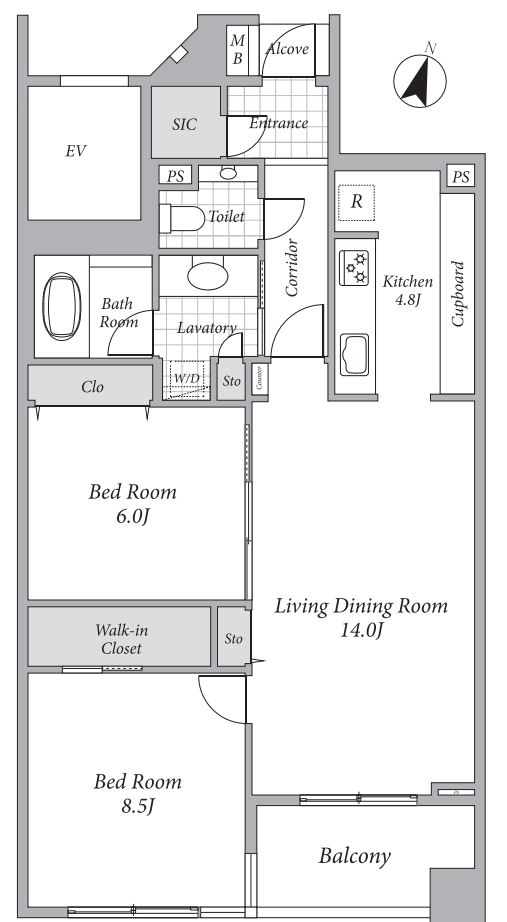 M
B
Alcove
N
SIC
Entrance
EV
PS
PS
R
Toilet
Corridor
Kitchen
4.8J
Cupboard
Bath
Room
Lavatory
W/D
Sto
Counter
Clo
Bed Room
6.0J
Living Dining Room
14.0J
Walk-in
Closet
Sto
Bed Room
8.5J
Balcony